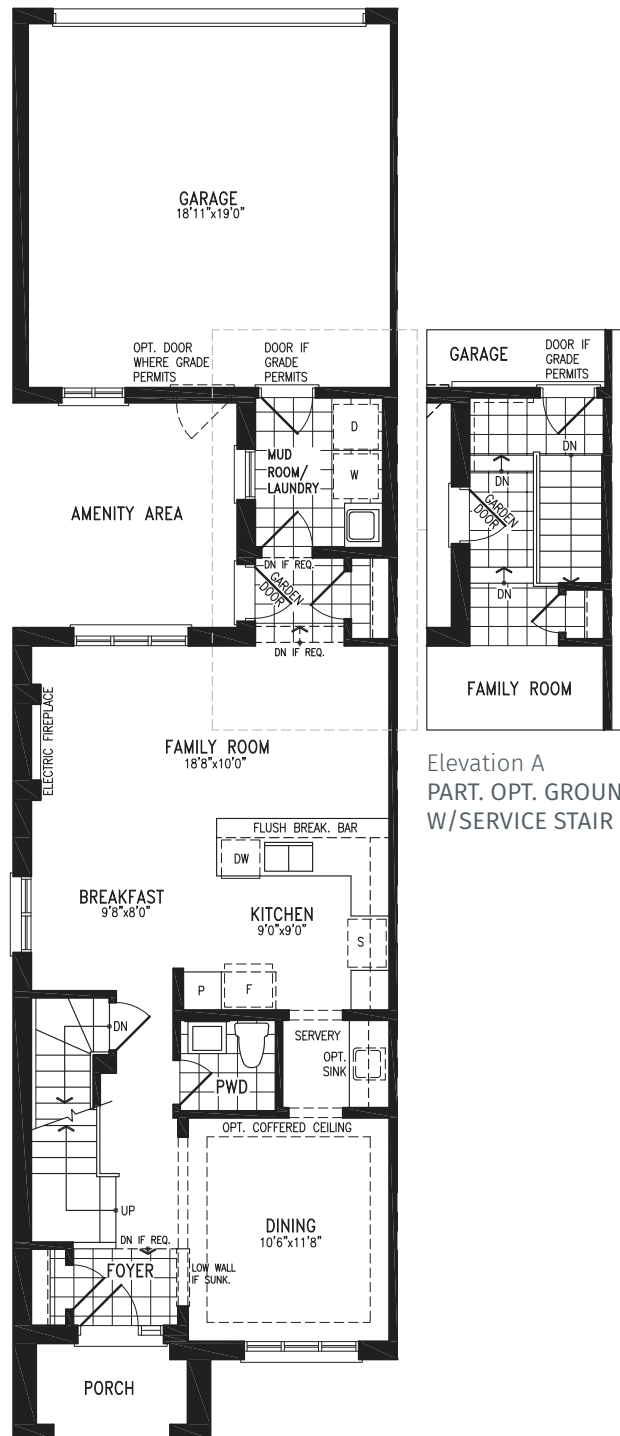 GARAGE
18'11"x19'0"
OPT. DOOR
WHERE GRADE
PERMITS
DOOR IF
GRADE
PERMITS
D
MUD
ROOM/
LAUNDRY
W
AMENITY AREA
DN IF REQ.
GARDEN
DOOR
DN IF REQ.
ELECTRIC FIREPLACE
FAMILY ROOM
18'8"x10'0"
FLUSH BREAK. BAR
DW
BREAKFAST
9'8"x8'0"
KITCHEN
9'0"x9'0"
S
P
F
DN
SERVERY
OPT.
SINK
PWD
OPT. COFFERED CEILING
UP
DINING
10'6"x11'8"
DN IF REQ.
FOYER
LOW WALL
IF SUNK.
PORCH
GARAGE
DOOR IF
GRADE
PERMITS
DN
DN
GARDEN
DOOR
DN
FAMILY ROOM
Elevation A
PART. OPT. GROUN
W/SERVICE STAIR